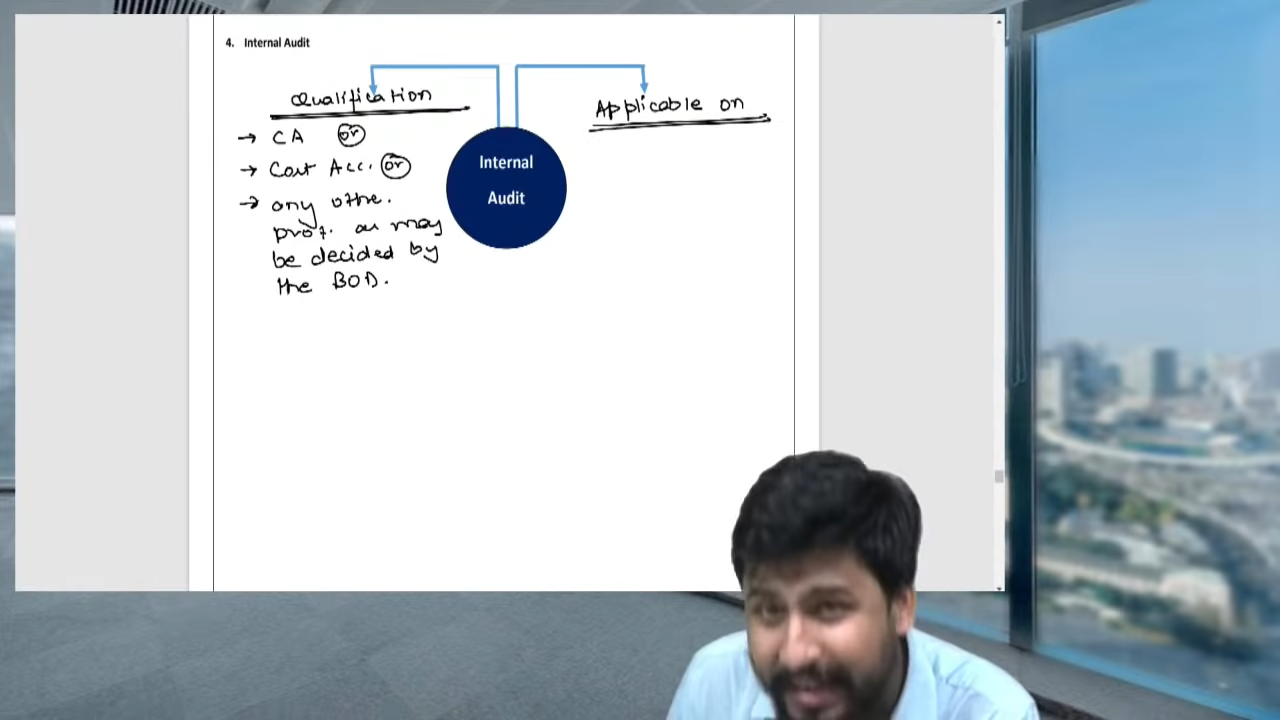 4. Internal Audit
Qualification
Applicable on
→ CA or
→ Cost Acc. or
→ any othe.
prof. as may
be decided by
the BOD.
Internal
Audit